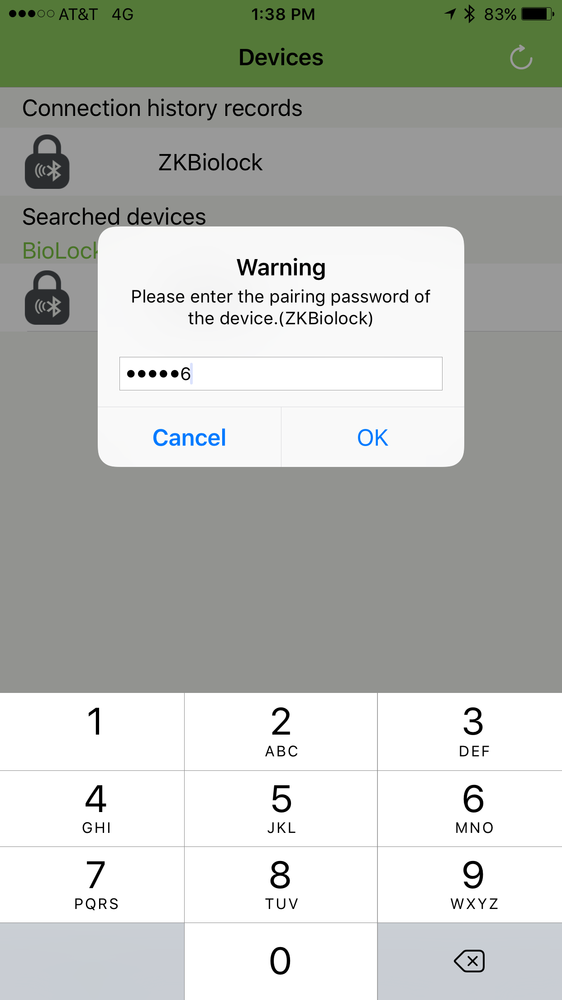 AT&T 4G 1:38 PM 83%
Devices
Connection history records
ZKBiolock
Searched devices
BioLock
Warning
Please enter the pairing password of
the device.(ZKBiolock)
●●●●●6
Cancel OK
1 2 3
ABC DEF
4 5 6
GHI JKL MNO
7 8 9
PQRS TUV WXYZ
0